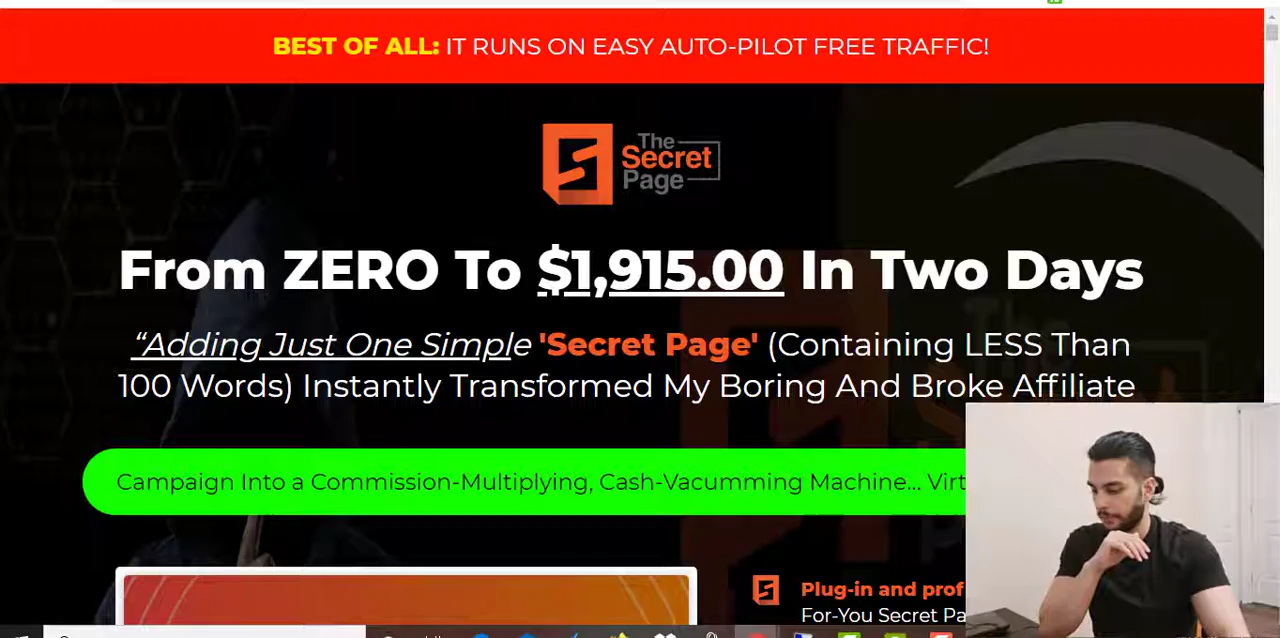 BEST OF ALL: IT RUNS ON EASY AUTO-PILOT FREE TRAFFIC!
The
Secret
Page
From ZERO To $1,915.00 In Two Days
“Adding Just One Simple 'Secret Page' (Containing LESS Than
100 Words) Instantly Transformed My Boring And Broke Affiliate
Campaign Into a Commission-Multiplying, Cash-Vacumming Machine... Virt
Plug-in and prof
For-You Secret Pa